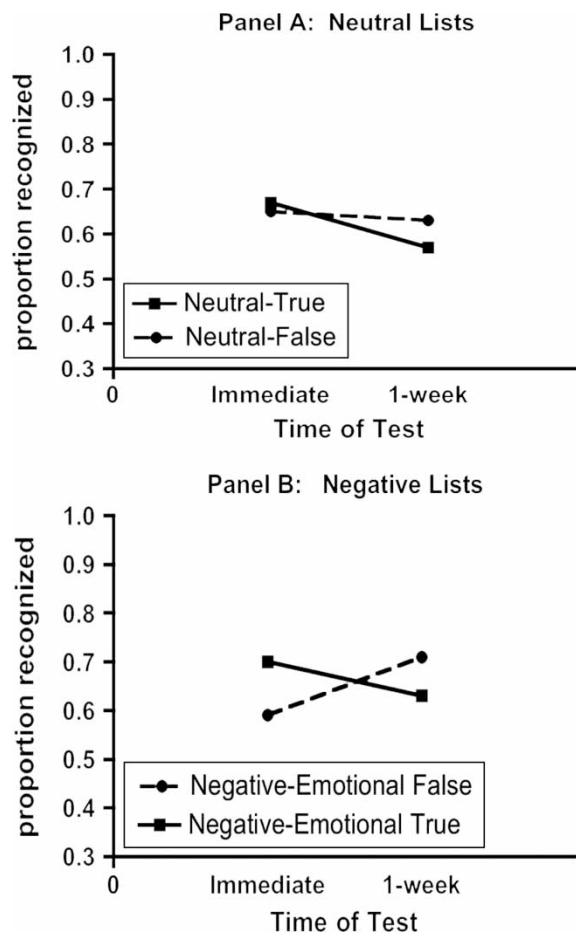 Panel A: Neutral Lists
proportion recognized
1.0
0.9
0.8
0.7
0.6
0.5
0.4
0.3
Neutral-True
Neutral-False
0 Immediate 1-week
Time of Test
Panel B: Negative Lists
proportion recognized
1.0
0.9
0.8
0.7
0.6
0.5
0.4
0.3
Negative-Emotional False
Negative-Emotional True
0 Immediate 1-week
Time of Test